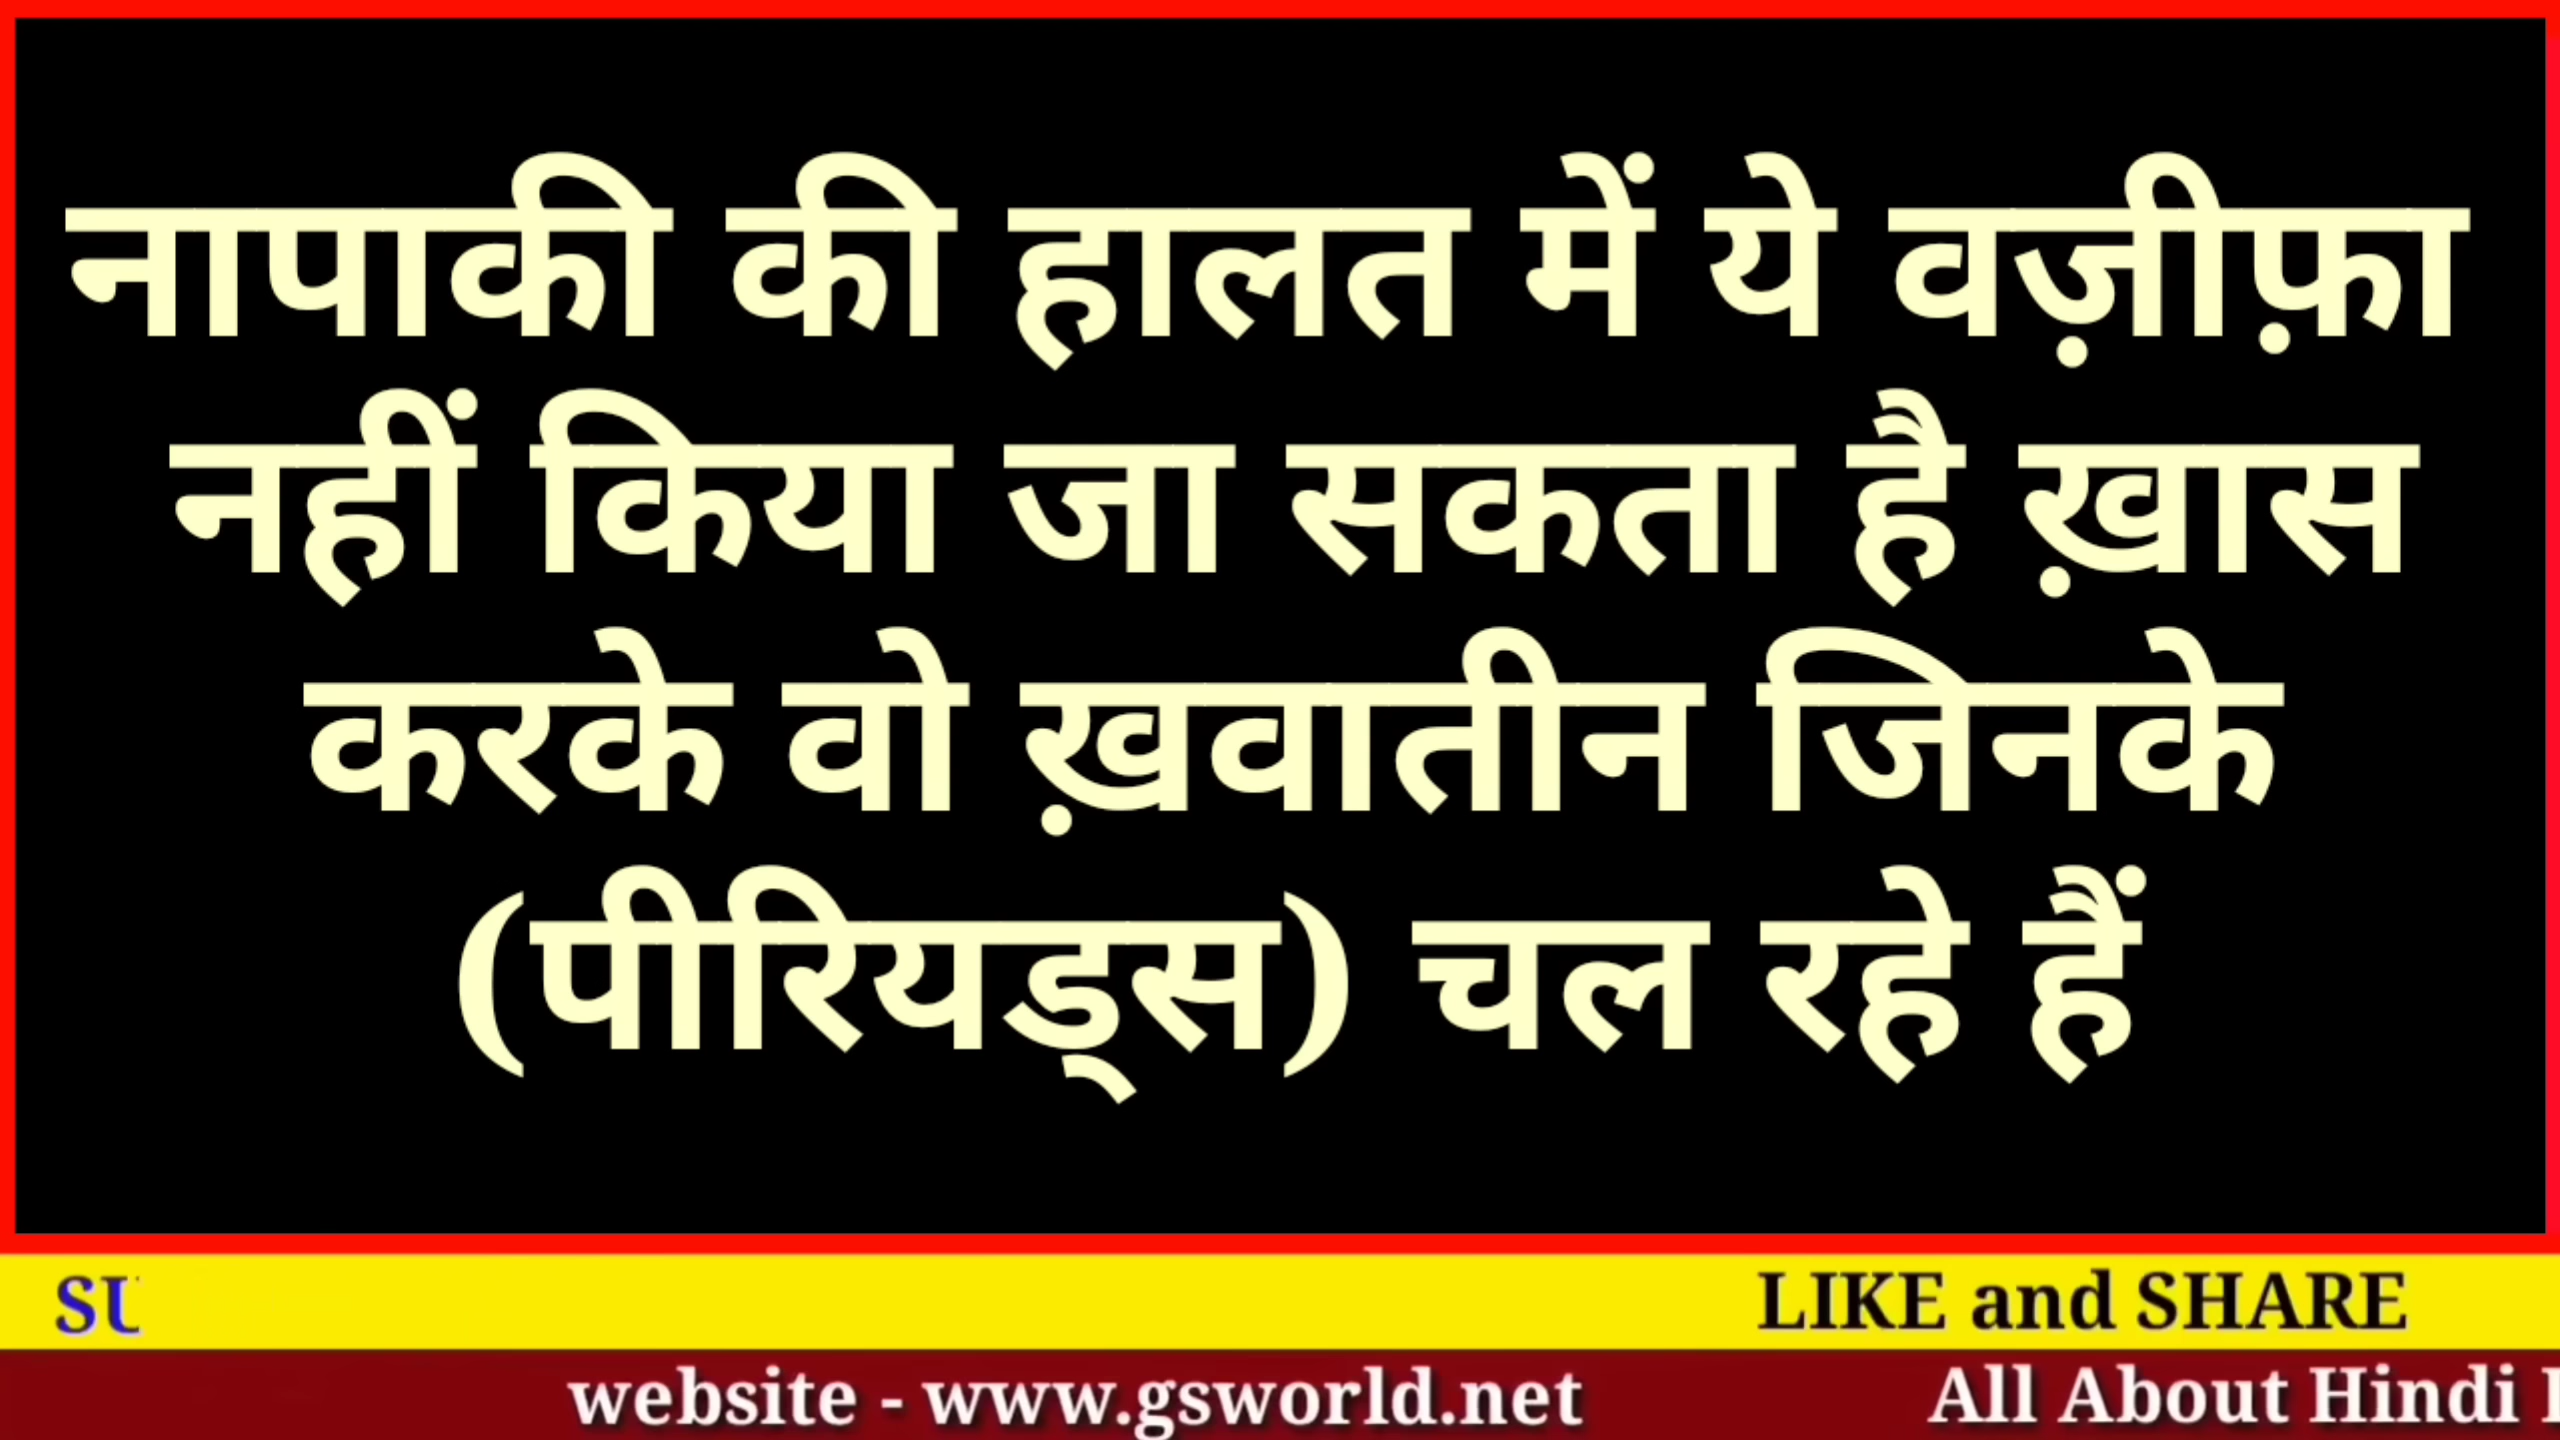 नापाकी की हालत में ये वज़ीफ़ा
नहीं किया जा सकता है ख़ास
करके वो ख़वातीन जिनके
(पीरियड्स) चल रहे हैं
LIKE and SHARE
website - www.gsworld.net All About Hindi